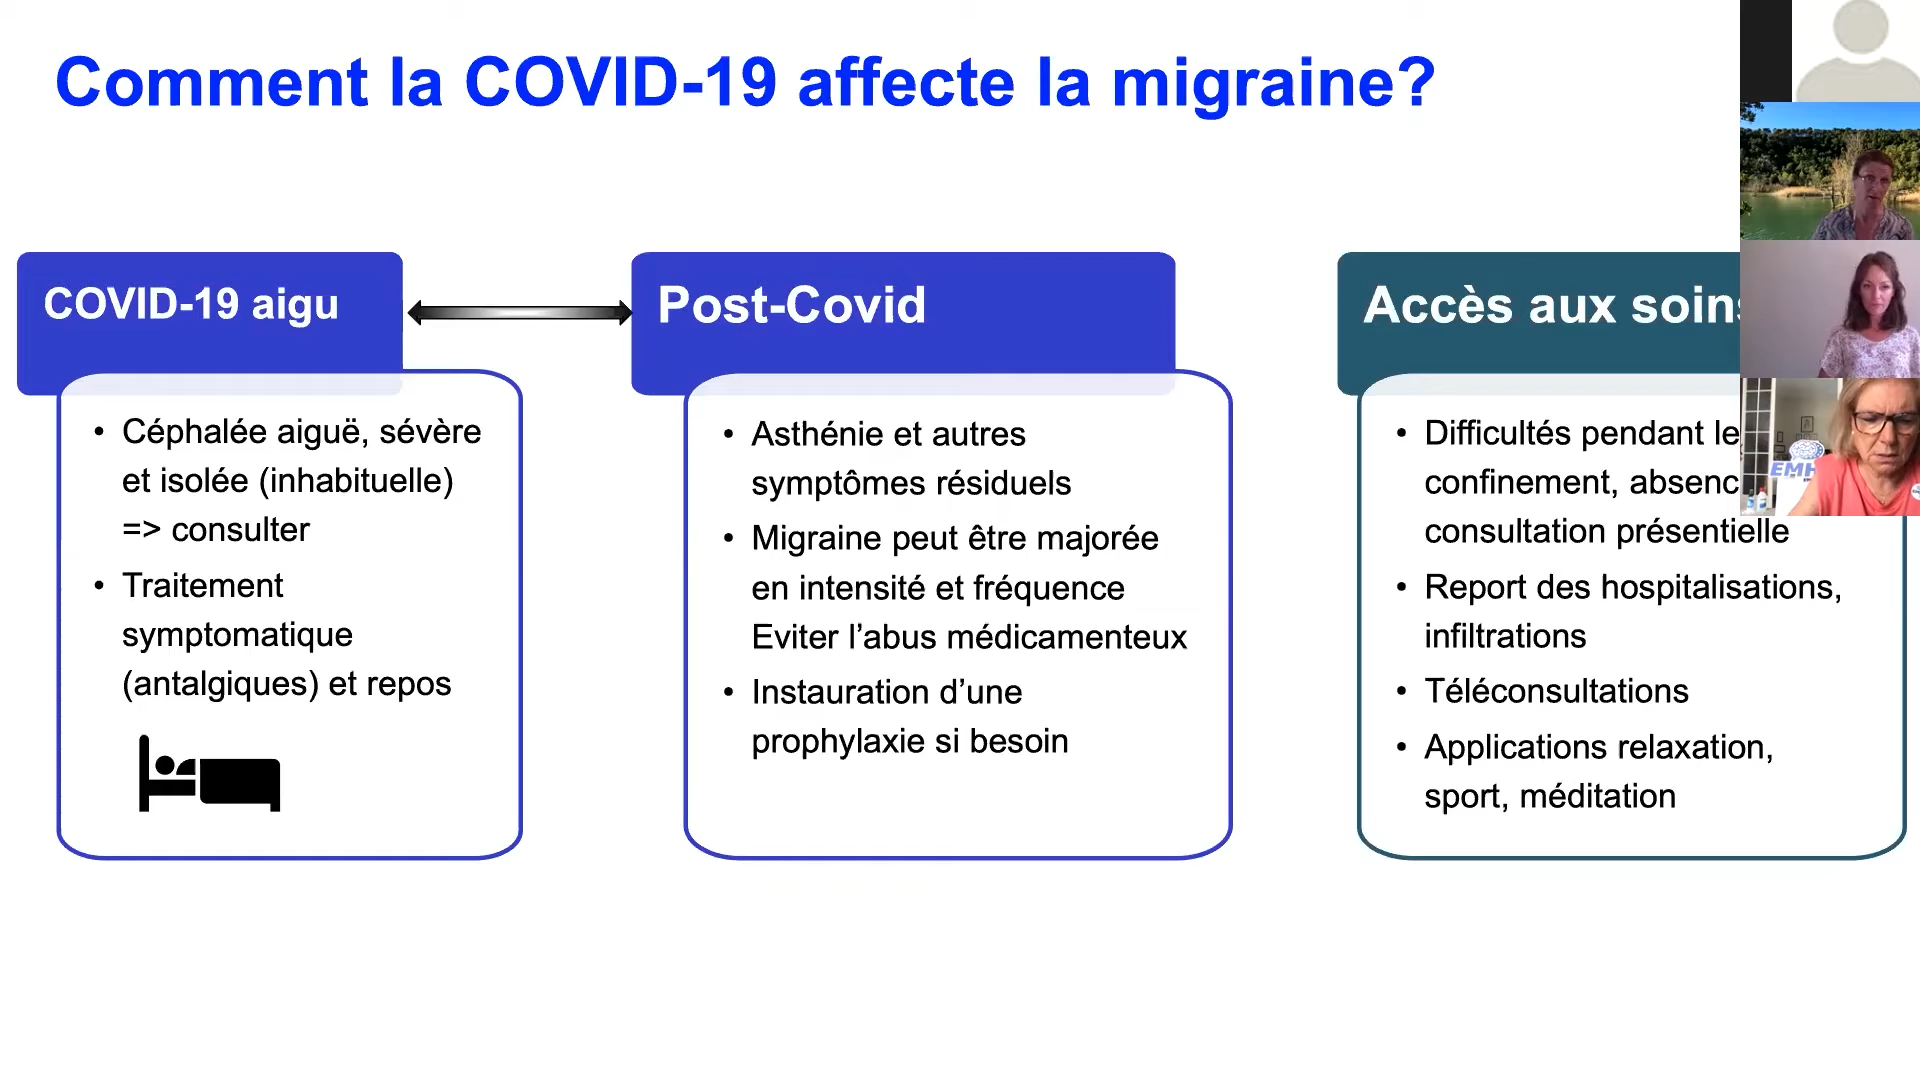 Comment la COVID-19 affecte la migraine?
COVID-19 aigu
• Céphalée aiguë, sévère
et isolée (inhabituelle)
=> consulter
• Traitement
symptomatique
(antalgiques) et repos
Post-Covid
• Asthénie et autres
symptômes résiduels
• Migraine peut être majorée
en intensité et fréquence
Eviter l’abus médicamenteux
• Instauration d’une
prophylaxie si besoin
Accès aux soins
• Difficultés pendant le
confinement, absenc
consultation présentielle
• Report des hospitalisations,
infiltrations
• Téléconsultations
• Applications relaxation,
sport, méditation
EMH